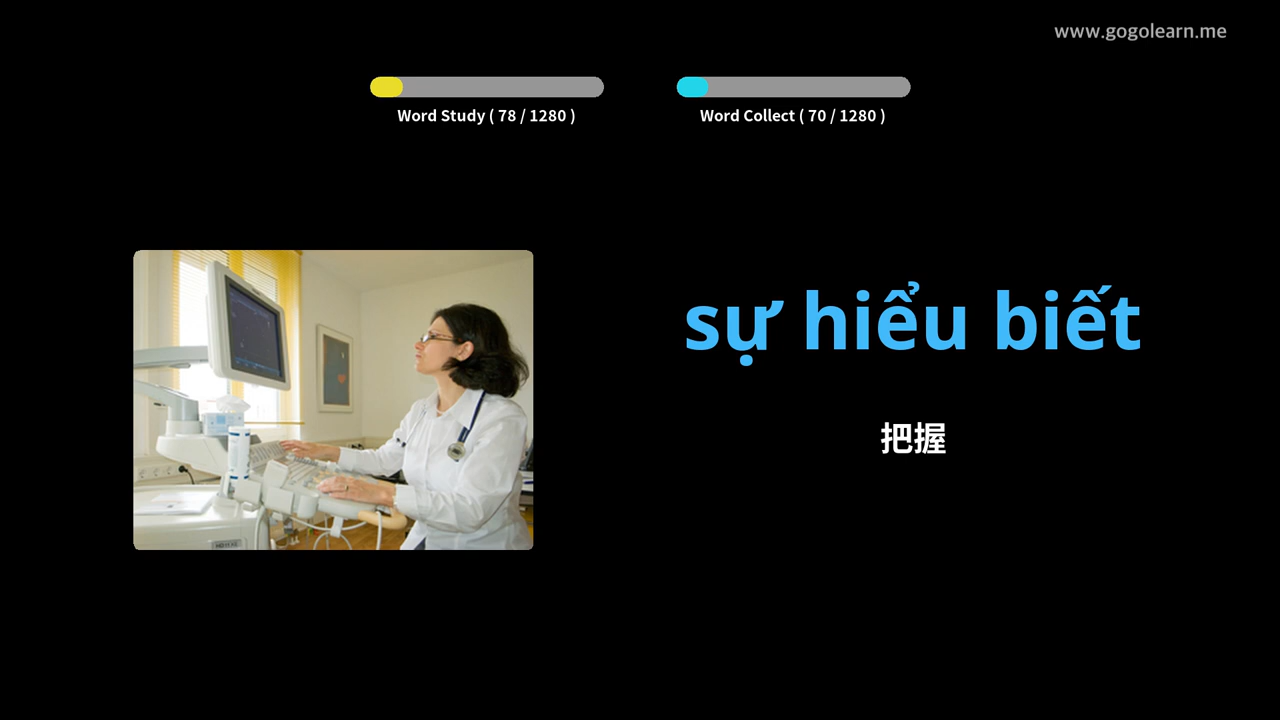 www.gogolearn.me
Word Study ( 78 / 1280 )
Word Collect ( 70 / 1280 )
sự hiểu biết
把握